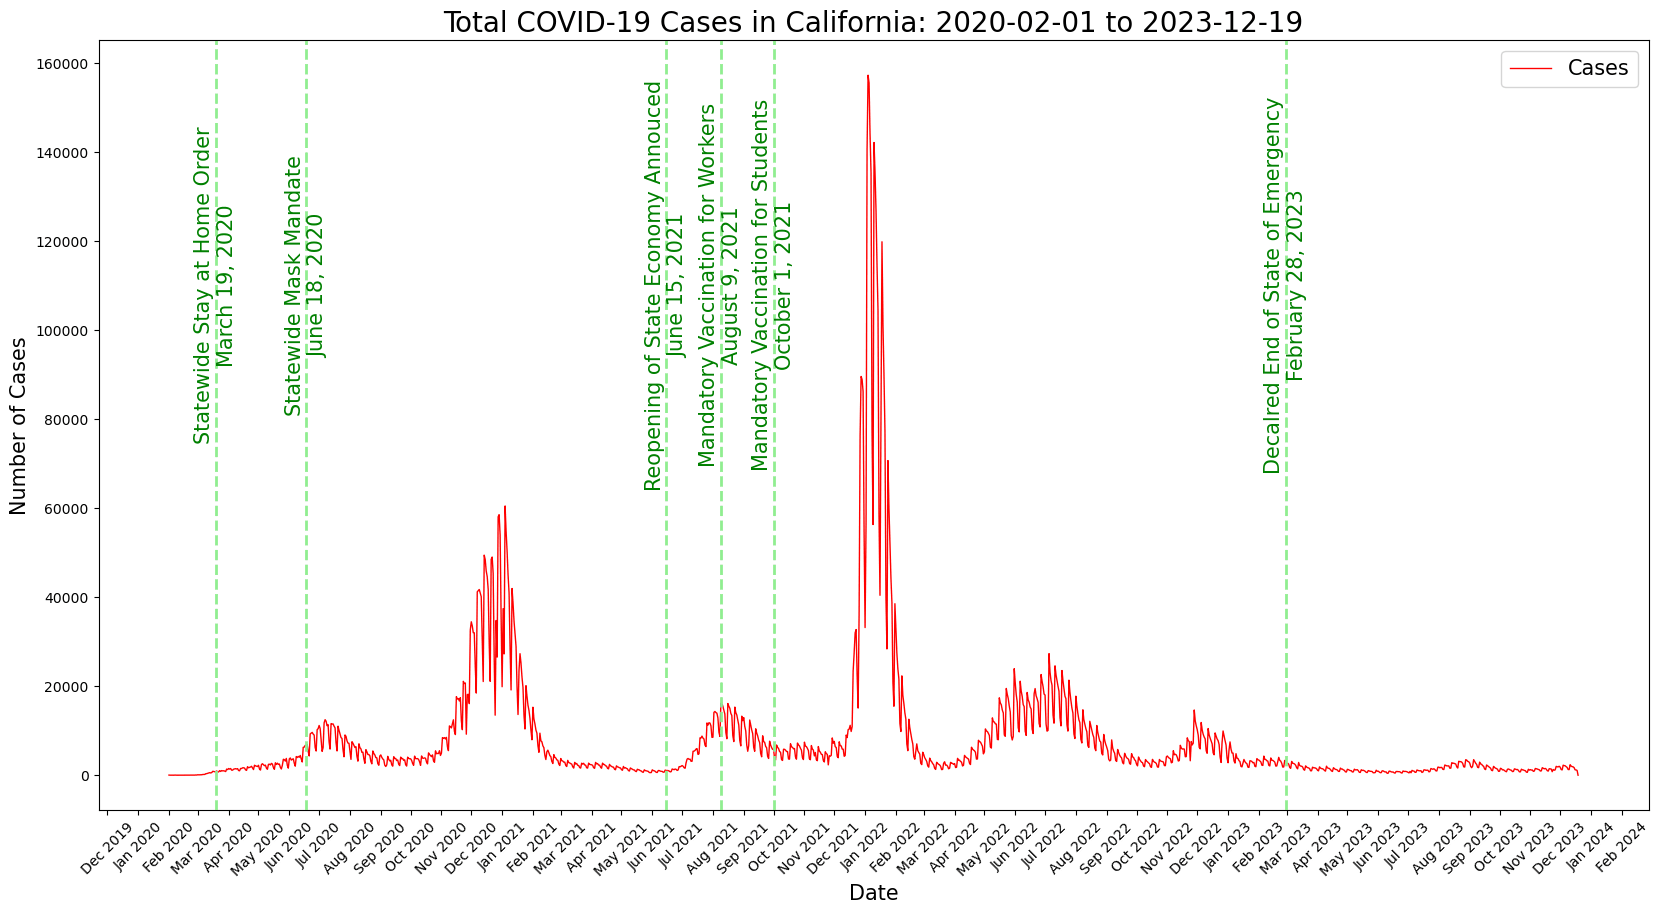 Total COVID-19 Cases in California: 2020-02-01 to 2023-12-19
Cases
160000
140000
120000
100000
80000
60000
40000
20000
0
Number of Cases
Statewide Stay at Home Order
March 19, 2020
Statewide Mask Mandate
June 18, 2020
Reopening of State Economy Annouced
June 15, 2021
Mandatory Vaccination for Workers
August 9, 2021
Mandatory Vaccination for Students
October 1, 2021
Decalred End of State of Emergency
February 28, 2023
Dec 2019
Jan 2020
Feb 2020
Mar 2020
Apr 2020
May 2020
Jun 2020
Jul 2020
Aug 2020
Sep 2020
Oct 2020
Nov 2020
Dec 2020
Jan 2021
Feb 2021
Mar 2021
Apr 2021
May 2021
Jun 2021
Jul 2021
Aug 2021
Sep 2021
Oct 2021
Nov 2021
Dec 2021
Jan 2022
Feb 2022
Mar 2022
Apr 2022
May 2022
Jun 2022
Jul 2022
Aug 2022
Sep 2022
Oct 2022
Nov 2022
Dec 2022
Jan 2023
Feb 2023
Mar 2023
Apr 2023
May 2023
Jun 2023
Jul 2023
Aug 2023
Sep 2023
Oct 2023
Nov 2023
Dec 2023
Jan 2024
Feb 2024
Date